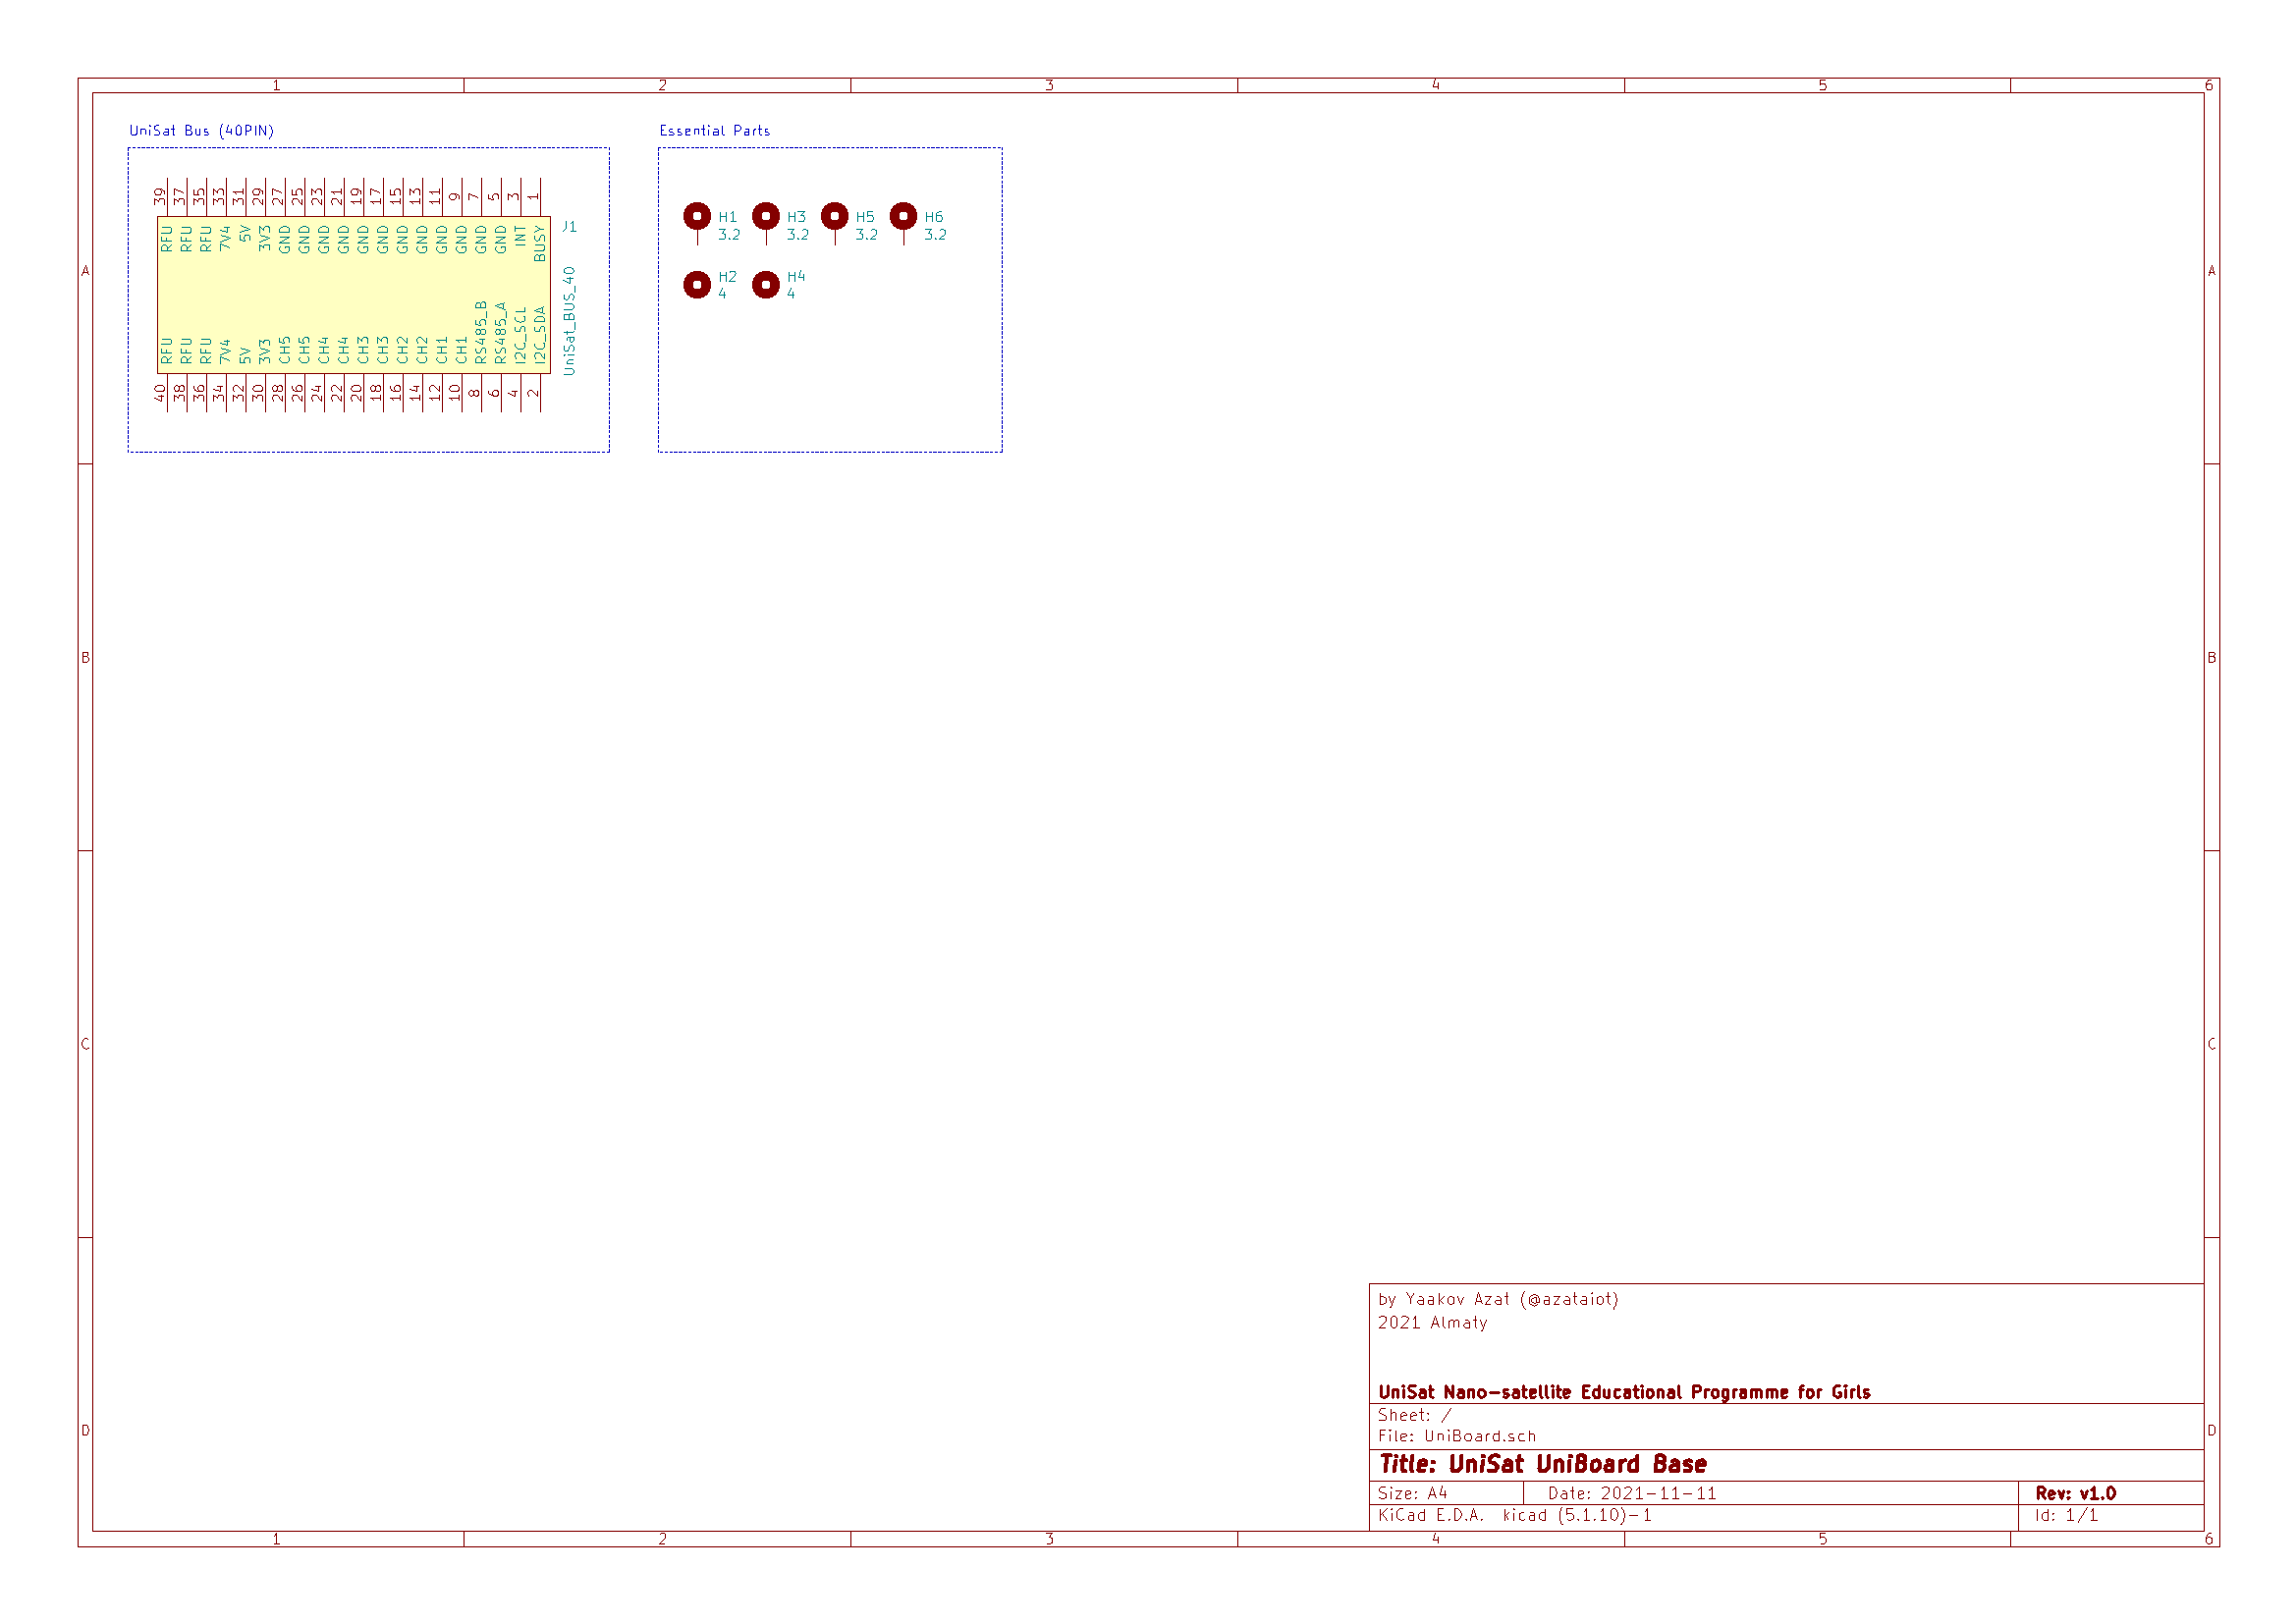 1 2 3 4 5 6
UniSat Bus (40PIN)
39 37 35 33 31 29 27 25 23 21 19 17 15 13 11 9 7 5 3 1
RFU RFU RFU 7V4 5V 3V3 GND GND GND GND GND GND GND GND GND GND GND GND INT BUSY
J1
UniSat_BUS_40
RFU RFU RFU 7V4 5V 3V3 CH5 CH5 CH4 CH4 CH3 CH3 CH2 CH2 CH1 CH1 RS485_B RS485_A I2C_SCL I2C_SDA
40 38 36 34 32 30 28 26 24 22 20 18 16 14 12 10 8 6 4 2
Essential Parts
H1 H3 H5 H6
3.2 3.2 3.2 3.2
H2 H4
4 4
A A
B B
C C
D D
by Yaakov Azat (@azataiot)
2021 Almaty
UniSat Nano-satellite Educational Programme for Girls
Sheet: /
File: UniBoard.sch
Title: UniSat UniBoard Base
Size: A4 Date: 2021-11-11 Rev: v1.0
KiCad E.D.A. kicad (5.1.10)-1 Id: 1/1
1 2 3 4 5 6